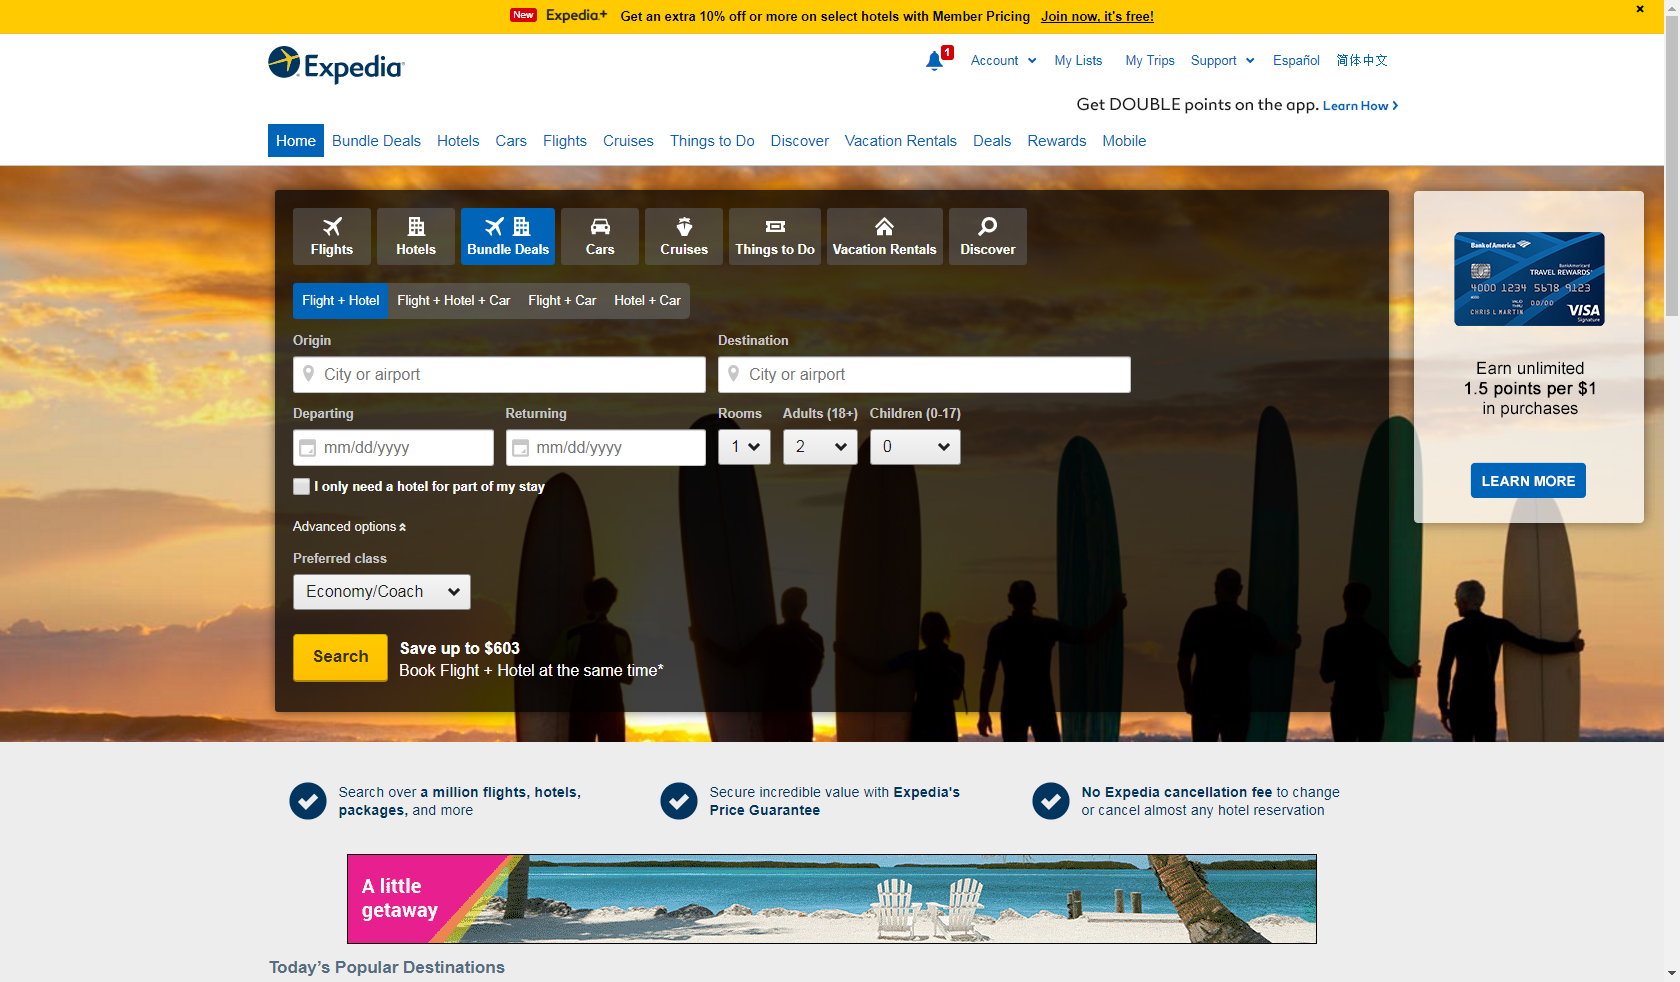 New Expedia+ Get an extra 10% off or more on select hotels with Member Pricing Join now, it's free!
Expedia
1
Account My Lists My Trips Support Español 简体中文
Get DOUBLE points on the app. Learn How
Home Bundle Deals Hotels Cars Flights Cruises Things to Do Discover Vacation Rentals Deals Rewards Mobile
Flights Hotels Bundle Deals Cars Cruises Things to Do Vacation Rentals Discover
Flight + Hotel Flight + Hotel + Car Flight + Car Hotel + Car
Origin Destination
City or airport City or airport
Departing Returning Rooms Adults (18+) Children (0-17)
mm/dd/yyyy mm/dd/yyyy 1 2 0
I only need a hotel for part of my stay
Advanced options
Preferred class
Economy/Coach
Search
Save up to $603
Book Flight + Hotel at the same time*
Bank of America
BankAmericard
TRAVEL REWARDS
4000 1234 5678 9123
4000 VALID THRU 00/00
CHRIS L MARTIN
VISA
Signature
Earn unlimited
1.5 points per $1
in purchases
LEARN MORE
Search over a million flights, hotels,
packages, and more
Secure incredible value with Expedia's
Price Guarantee
No Expedia cancellation fee to change
or cancel almost any hotel reservation
A little
getaway
Today's Popular Destinations